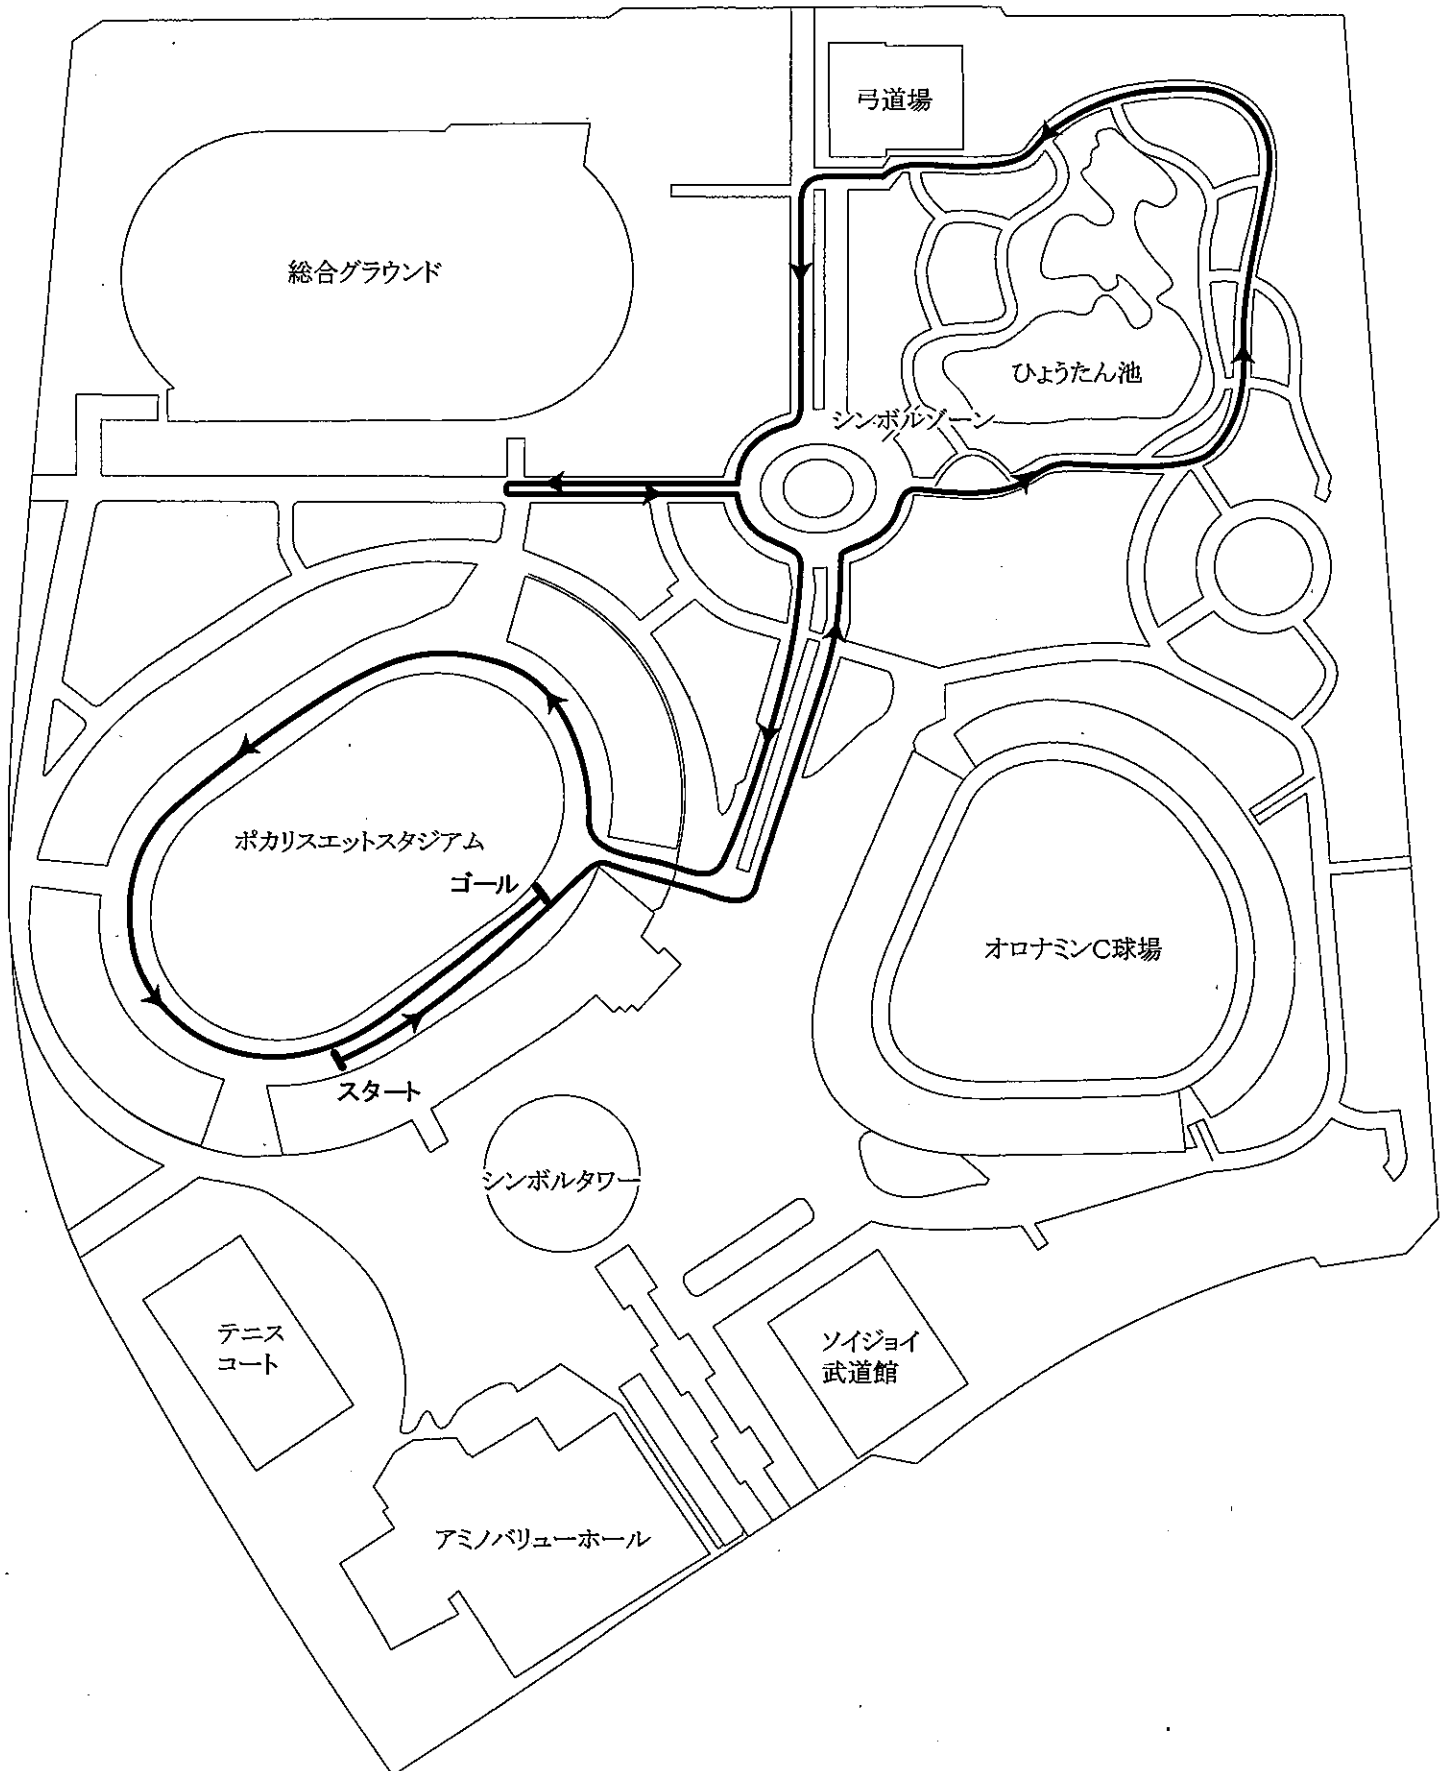 弓道場
総合グラウンド
ひょうたん池
シンボルゾーン
ポカリスエットスタジアム
ゴール
オロナミンC球場
スタート
シンボルタワー
テニス
コート
ソイジョイ
武道館
アミノバリューホール